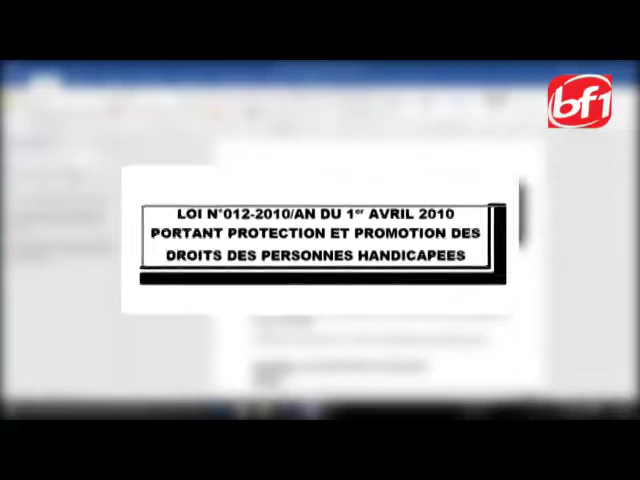 bf1
LOI N°012-2010/AN DU 1er AVRIL 2010
PORTANT PROTECTION ET PROMOTION DES
DROITS DES PERSONNES HANDICAPEES